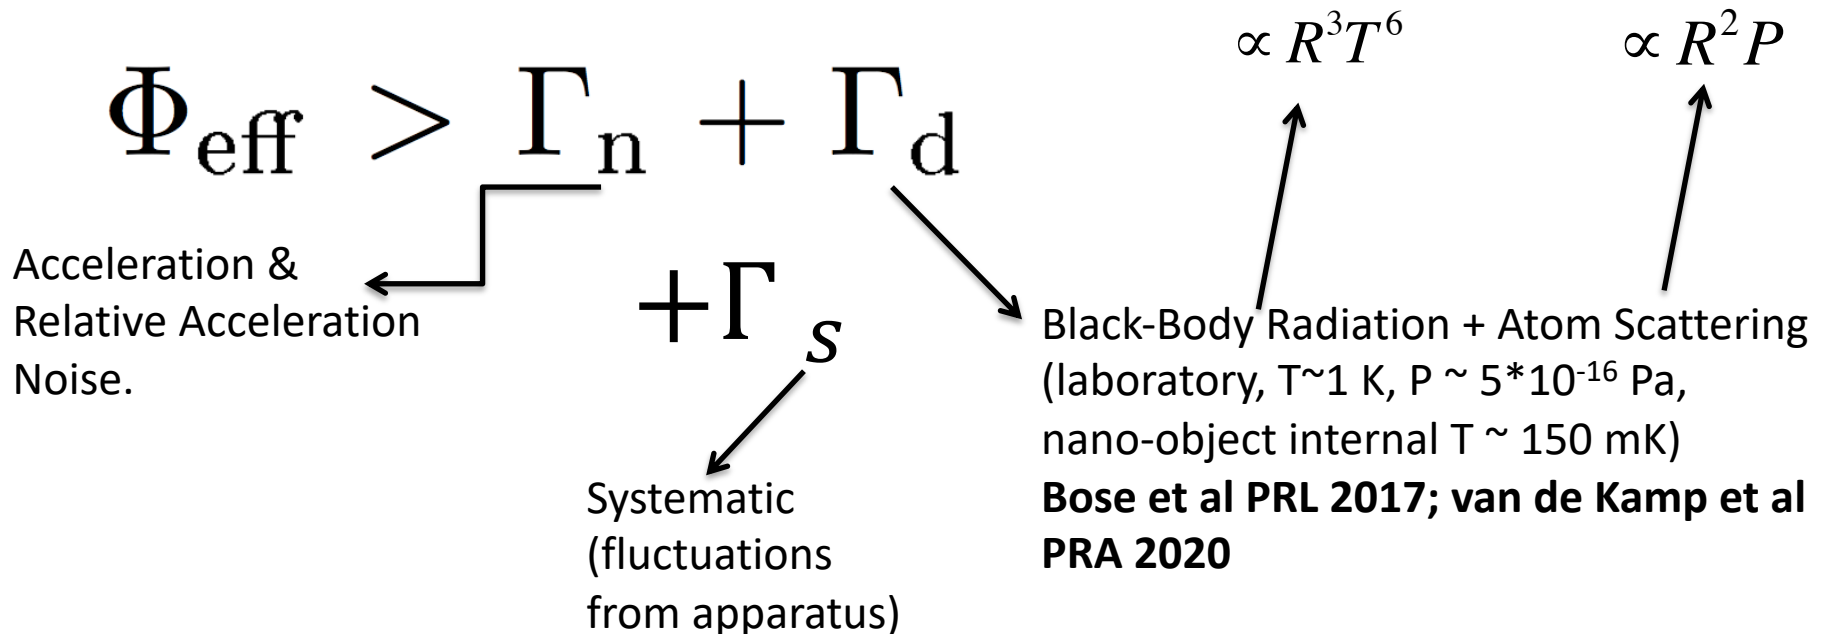 ∝ R³T⁶
∝ R²P
Φ_eff > Γ_n + Γ_d
Acceleration &
Relative Acceleration
Noise.
+Γ_s
Black-Body Radiation + Atom Scattering
(laboratory, T~1 K, P ~ 5*10⁻¹⁶ Pa,
nano-object internal T ~ 150 mK)
Bose et al PRL 2017; van de Kamp et al
PRA 2020
Systematic
(fluctuations
from apparatus)